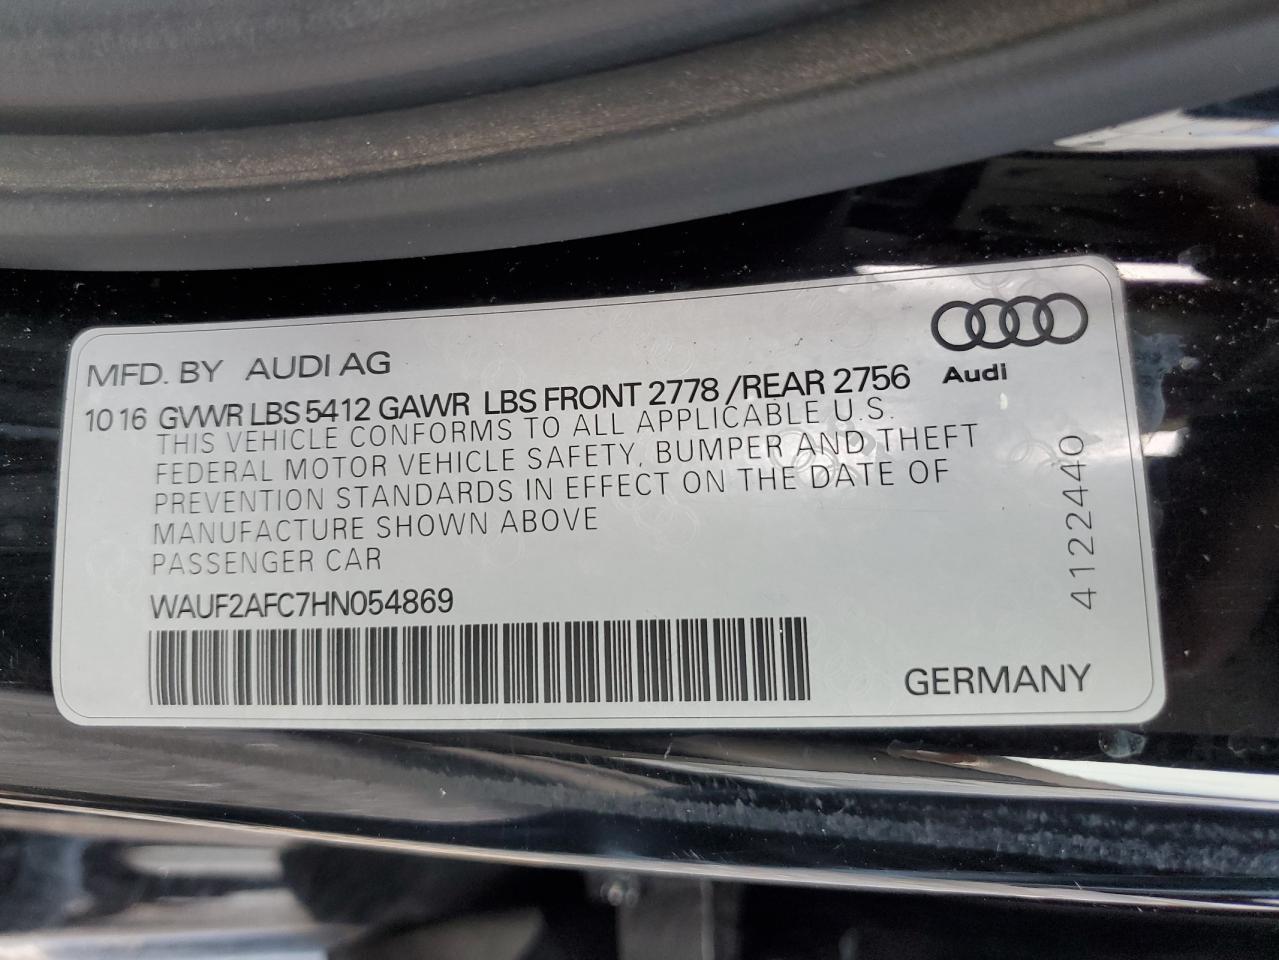 MFD. BY AUDI AG
10 16 GVWR LBS 5412 GAWR LBS FRONT 2778 /REAR 2756
THIS VEHICLE CONFORMS TO ALL APPLICABLE U.S.
FEDERAL MOTOR VEHICLE SAFETY, BUMPER AND THEFT
PREVENTION STANDARDS IN EFFECT ON THE DATE OF
MANUFACTURE SHOWN ABOVE
PASSENGER CAR
WAUF2AFC7HN054869
Audi
4122440
GERMANY